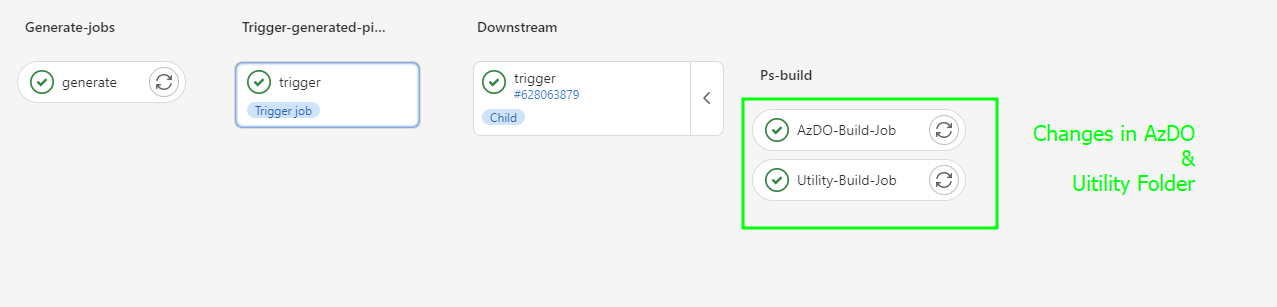 Generate-jobs
generate
Trigger-generated-pi...
trigger
Trigger job
Downstream
trigger
#628063879
Child
Ps-build
AzDO-Build-Job
Utility-Build-Job
Changes in AzDO
&
Uitility Folder